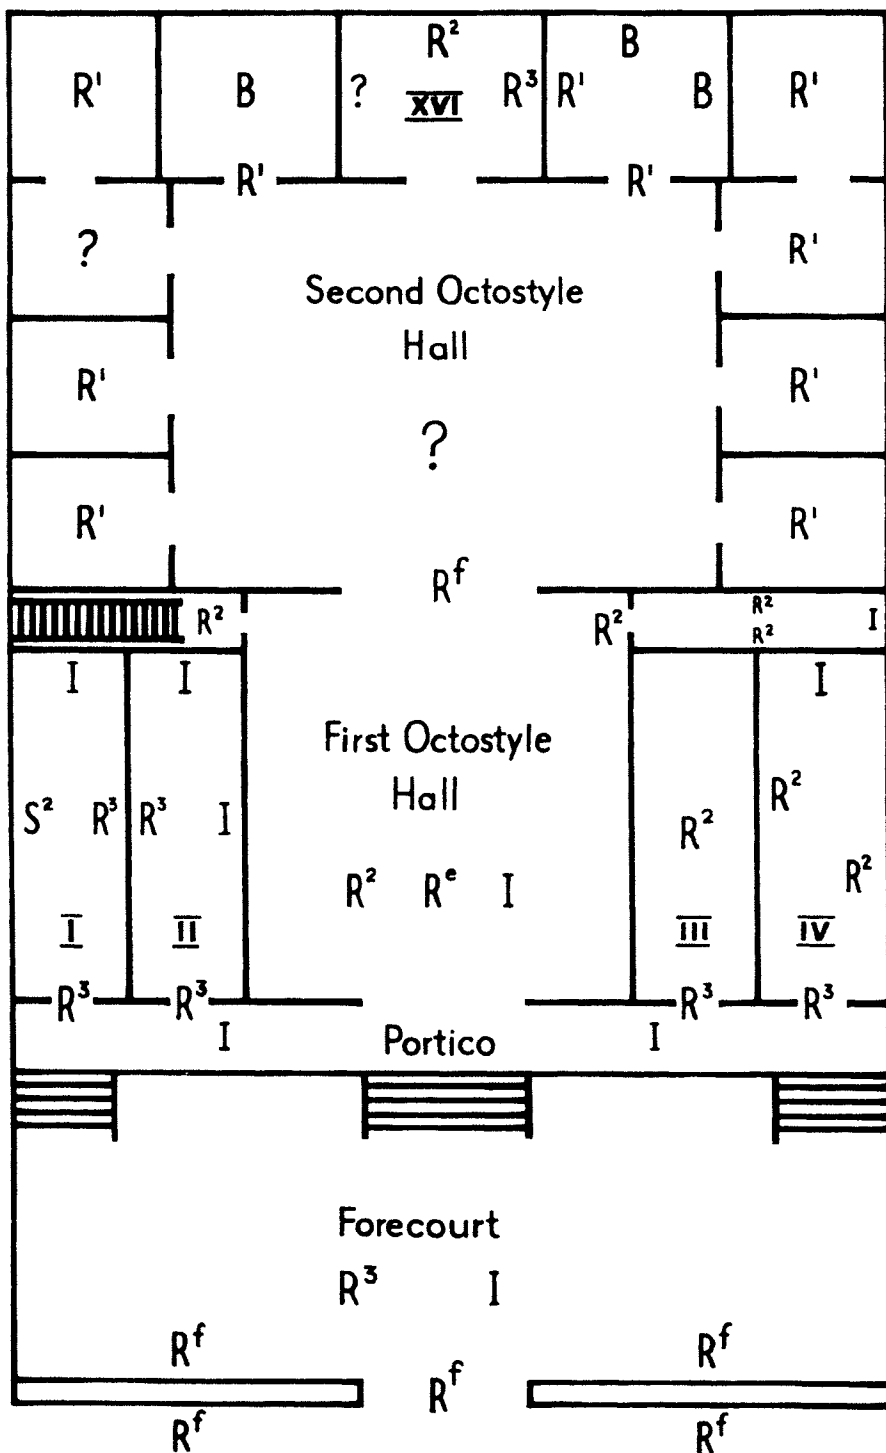 R² B
R¹ B ? XVI R³ R¹ B R¹
R¹ R¹
? R¹
Second Octostyle
Hall
R¹ R¹
?
R¹ R¹
Rᶠ
R² R² R² I
R²
I I I
First Octostyle
Hall
S² R³ R³ I R² R²
R² Rᵉ I R²
I II III IV
R³ R³ R³ R³
I Portico I
Forecourt
R³ I
Rᶠ Rᶠ
Rᶠ
Rᶠ Rᶠ